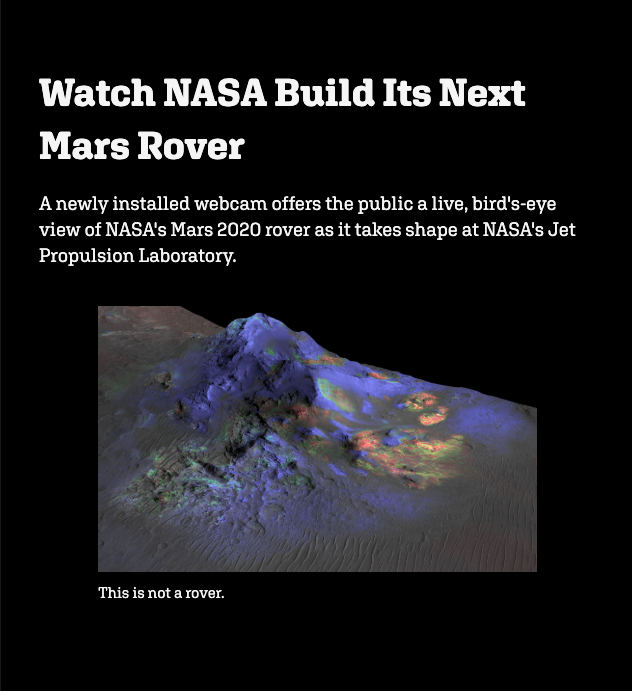 Watch NASA Build Its Next
Mars Rover
A newly installed webcam offers the public a live, bird's-eye
view of NASA's Mars 2020 rover as it takes shape at NASA's Jet
Propulsion Laboratory.
This is not a rover.